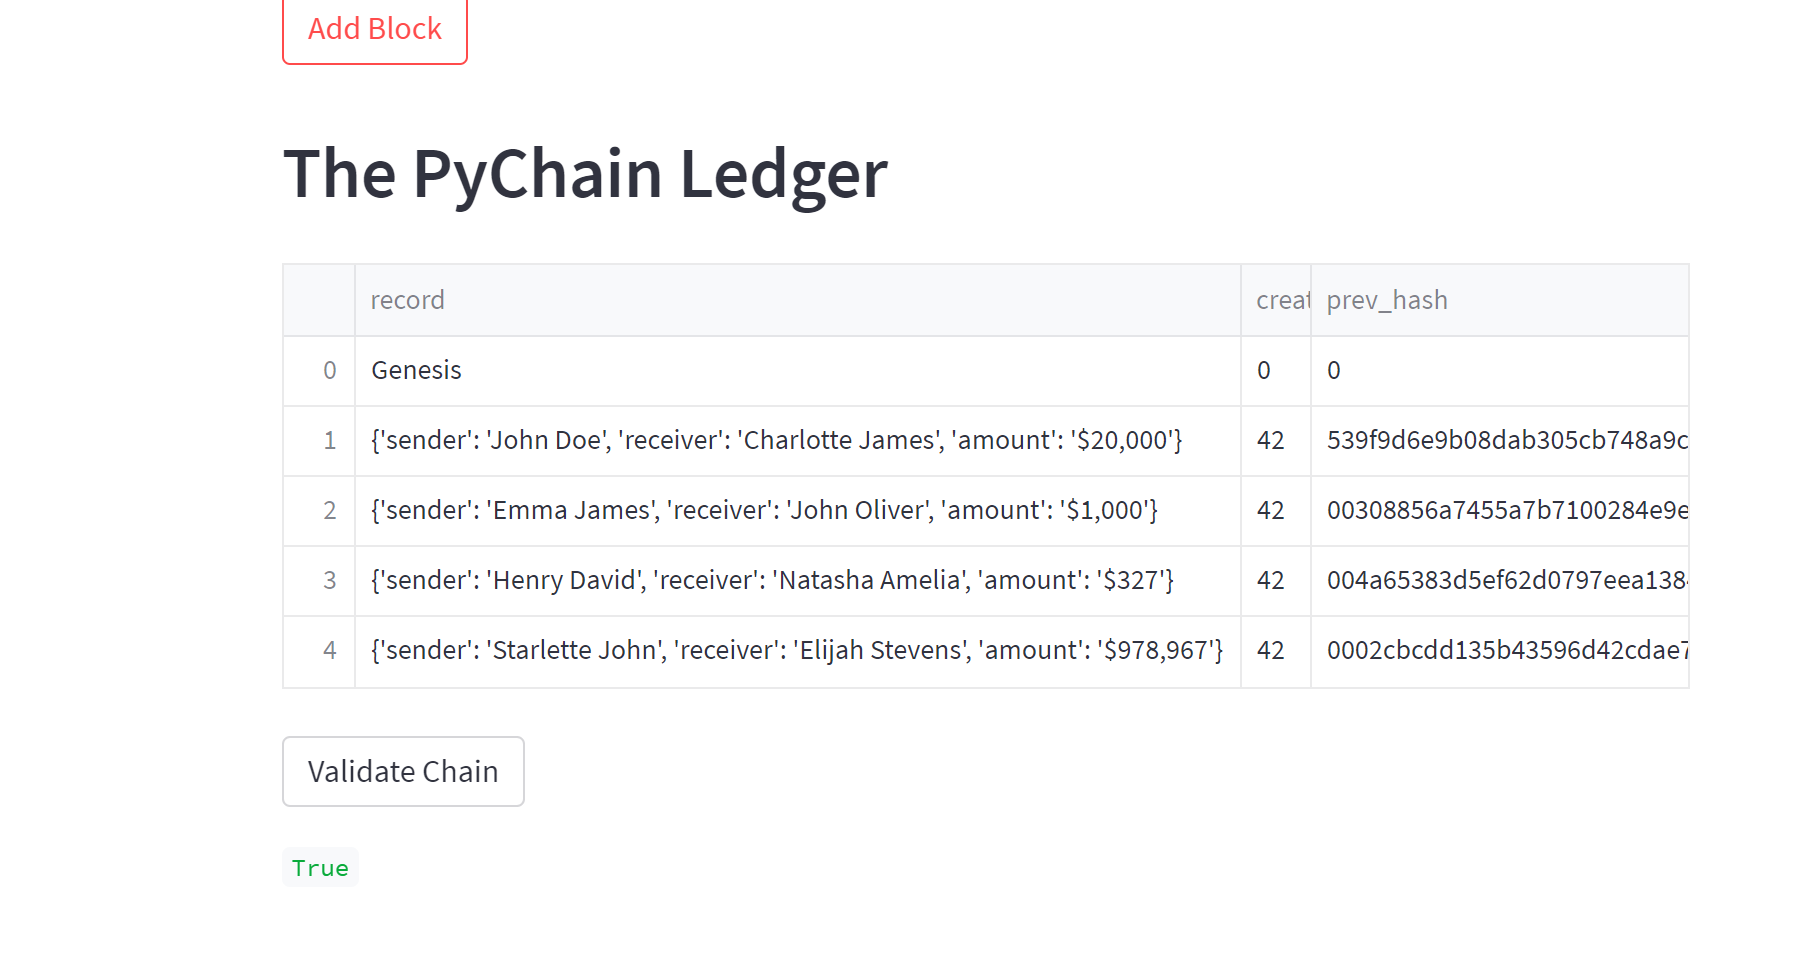 Add Block
The PyChain Ledger
record creat prev_hash
0 Genesis 0 0
1 {'sender': 'John Doe', 'receiver': 'Charlotte James', 'amount': '$20,000'} 42 539f9d6e9b08dab305cb748a9c
2 {'sender': 'Emma James', 'receiver': 'John Oliver', 'amount': '$1,000'} 42 00308856a7455a7b7100284e9e
3 {'sender': 'Henry David', 'receiver': 'Natasha Amelia', 'amount': '$327'} 42 004a65383d5ef62d0797eea138
4 {'sender': 'Starlette John', 'receiver': 'Elijah Stevens', 'amount': '$978,967'} 42 0002cbcdd135b43596d42cdae7
Validate Chain
True